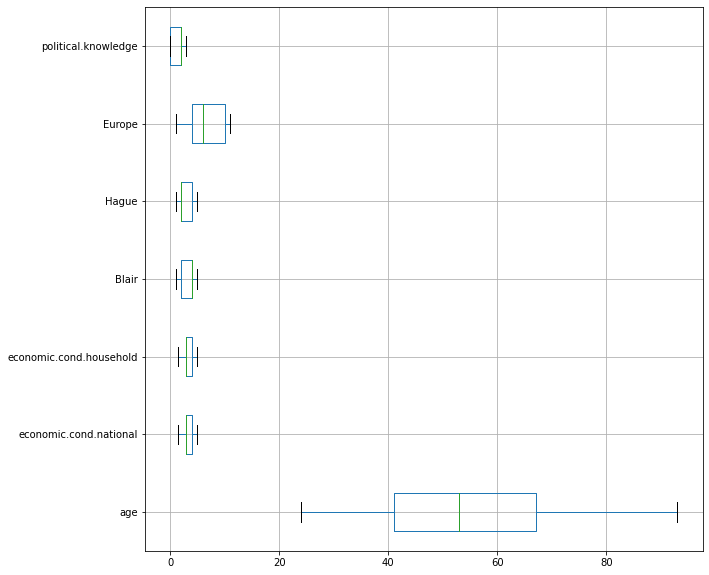 political.knowledge
Europe
Hague
Blair
economic.cond.household
economic.cond.national
age
0 20 40 60 80